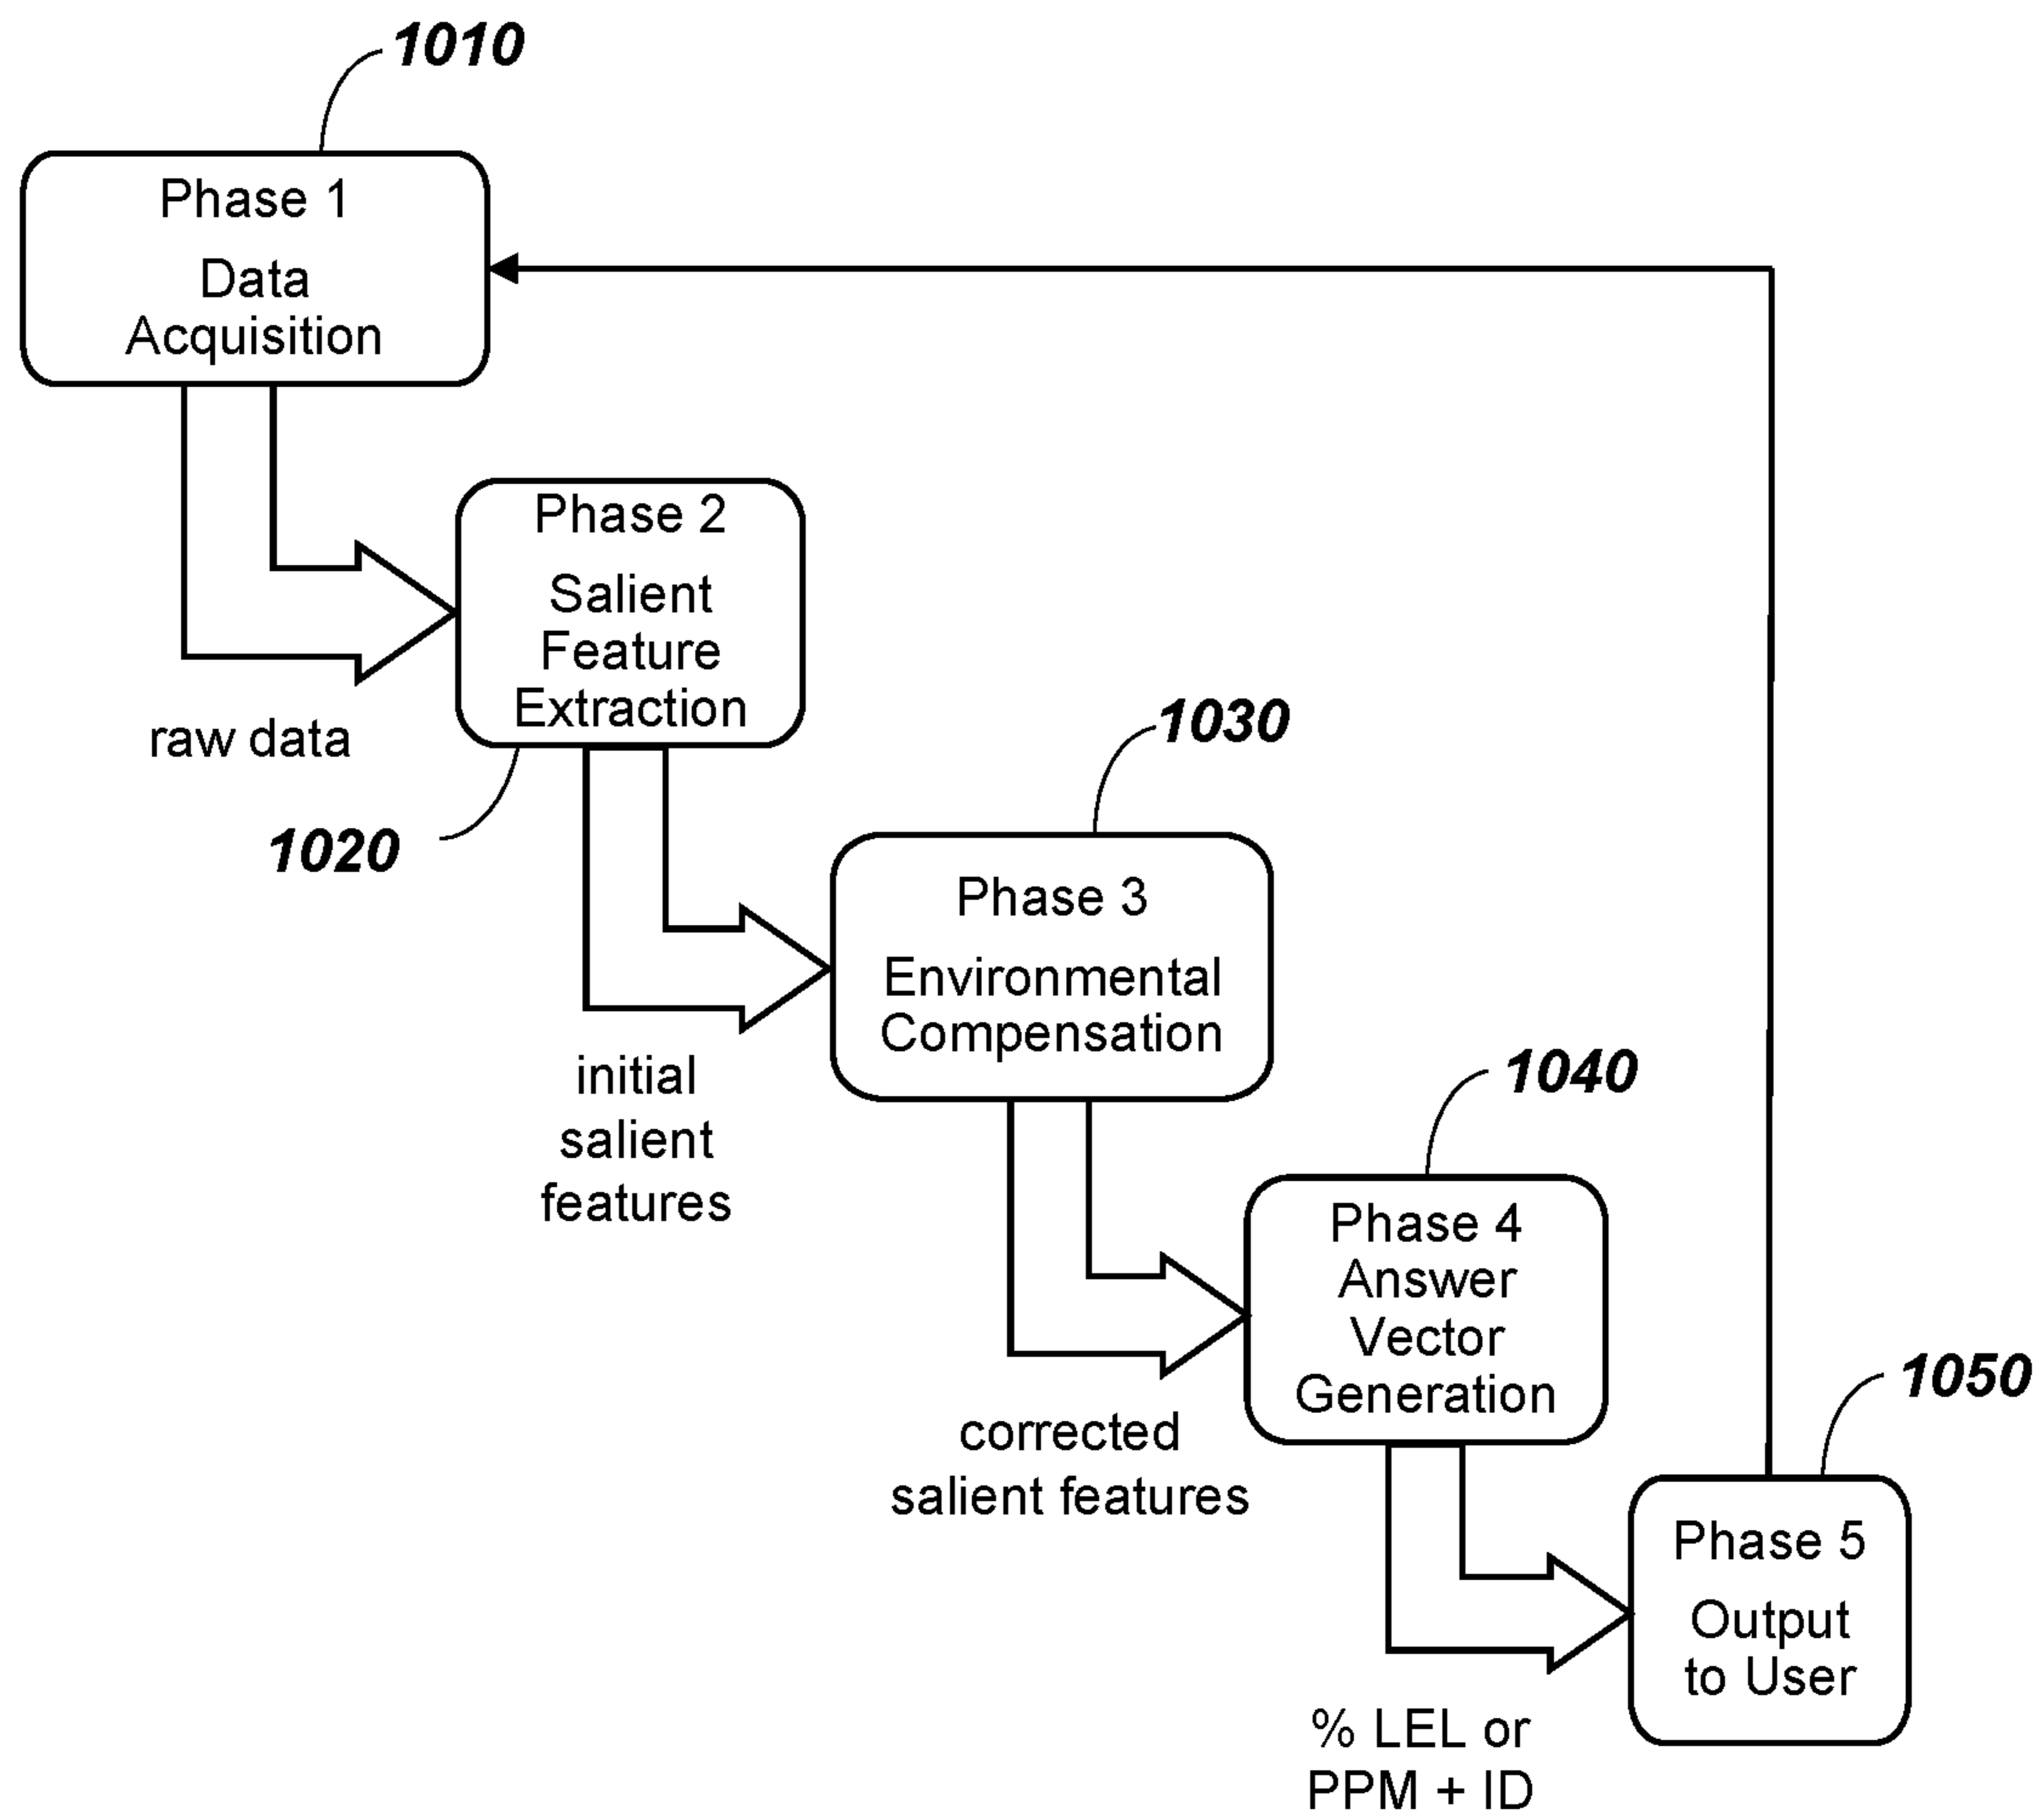 1010
Phase 1
Data
Acquisition
raw data
Phase 2
Salient
Feature
Extraction
1020
initial
salient
features
1030
Phase 3
Environmental
Compensation
corrected
salient features
1040
Phase 4
Answer
Vector
Generation
% LEL or
PPM + ID
1050
Phase 5
Output
to User